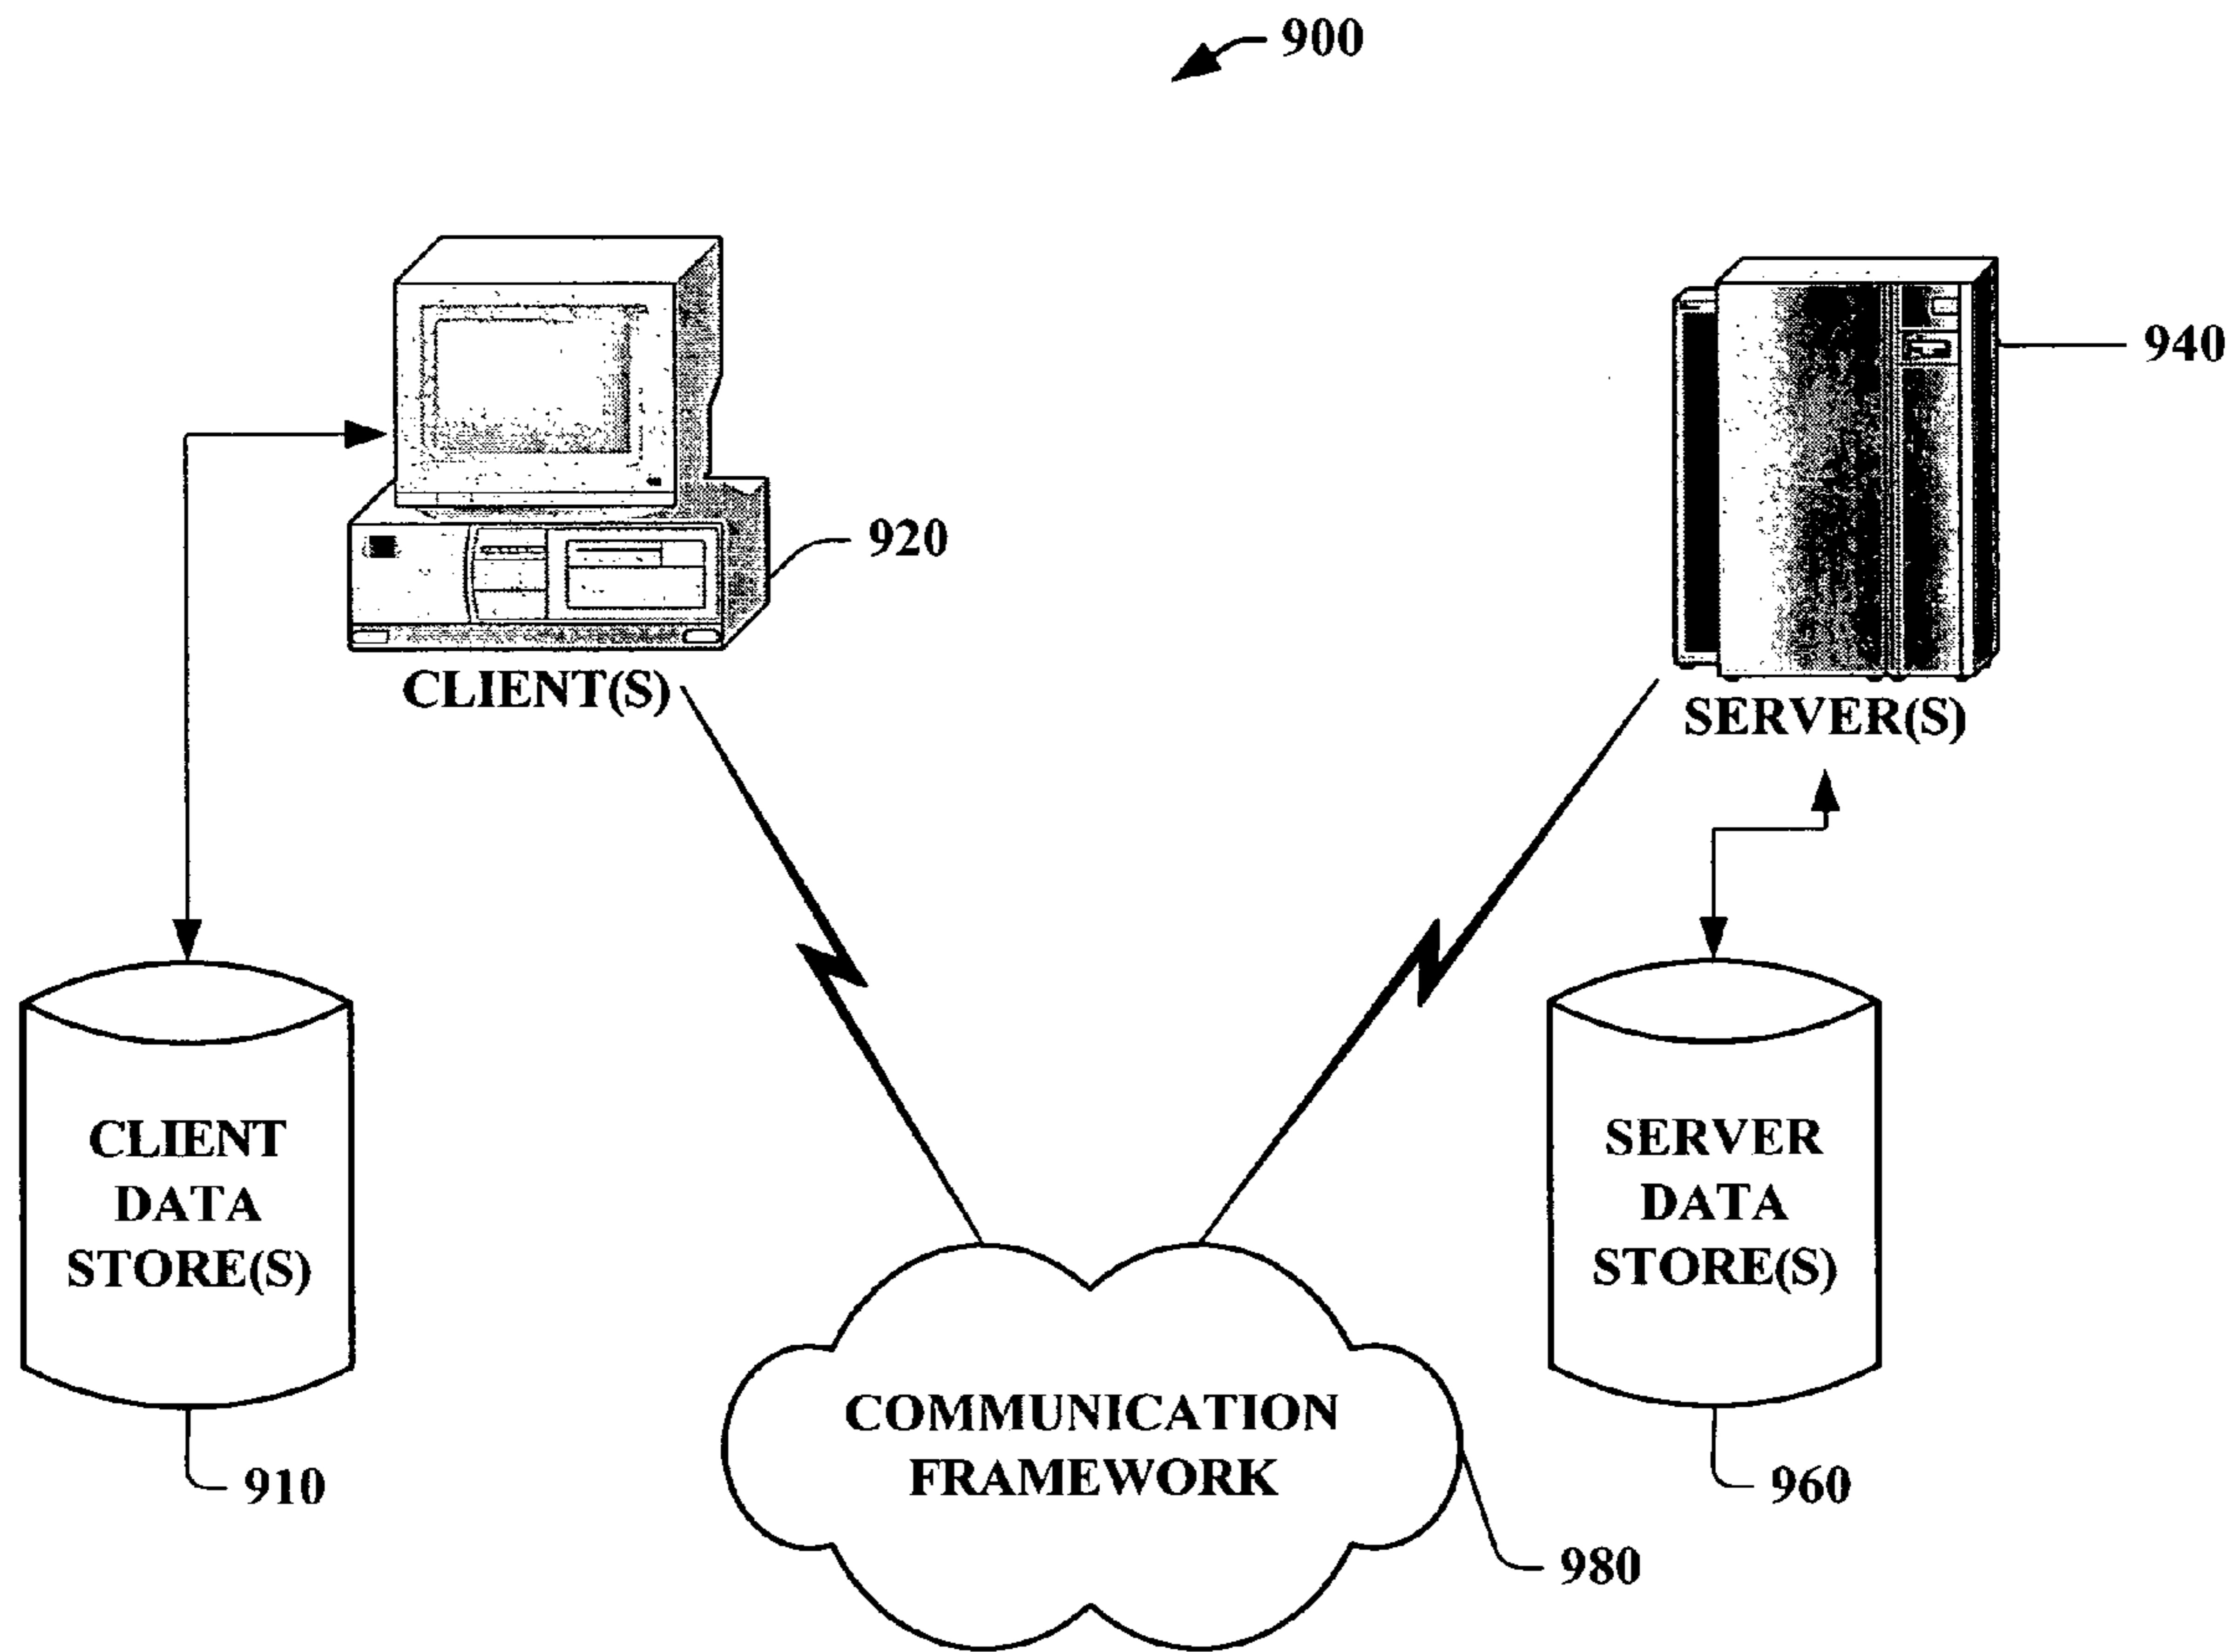 900
940
920
CLIENT(S)
SERVER(S)
CLIENT
DATA
STORE(S)
SERVER
DATA
STORE(S)
COMMUNICATION
FRAMEWORK
910
960
980